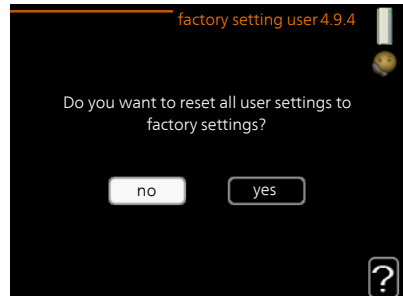 factory setting user 4.9.4
Do you want to reset all user settings to
factory settings?
no yes
?